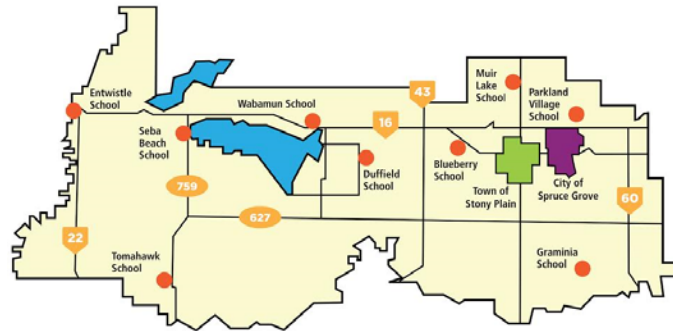 Entwistle
School
Seba
Beach
School
Wabamun School
16
43
Muir
Lake
School
Parkland
Village
School
Duffield
School
Blueberry
School
Town of
Stony Plain
City of
Spruce Grove
759
627
22
60
Tomahawk
School
Graminia
School